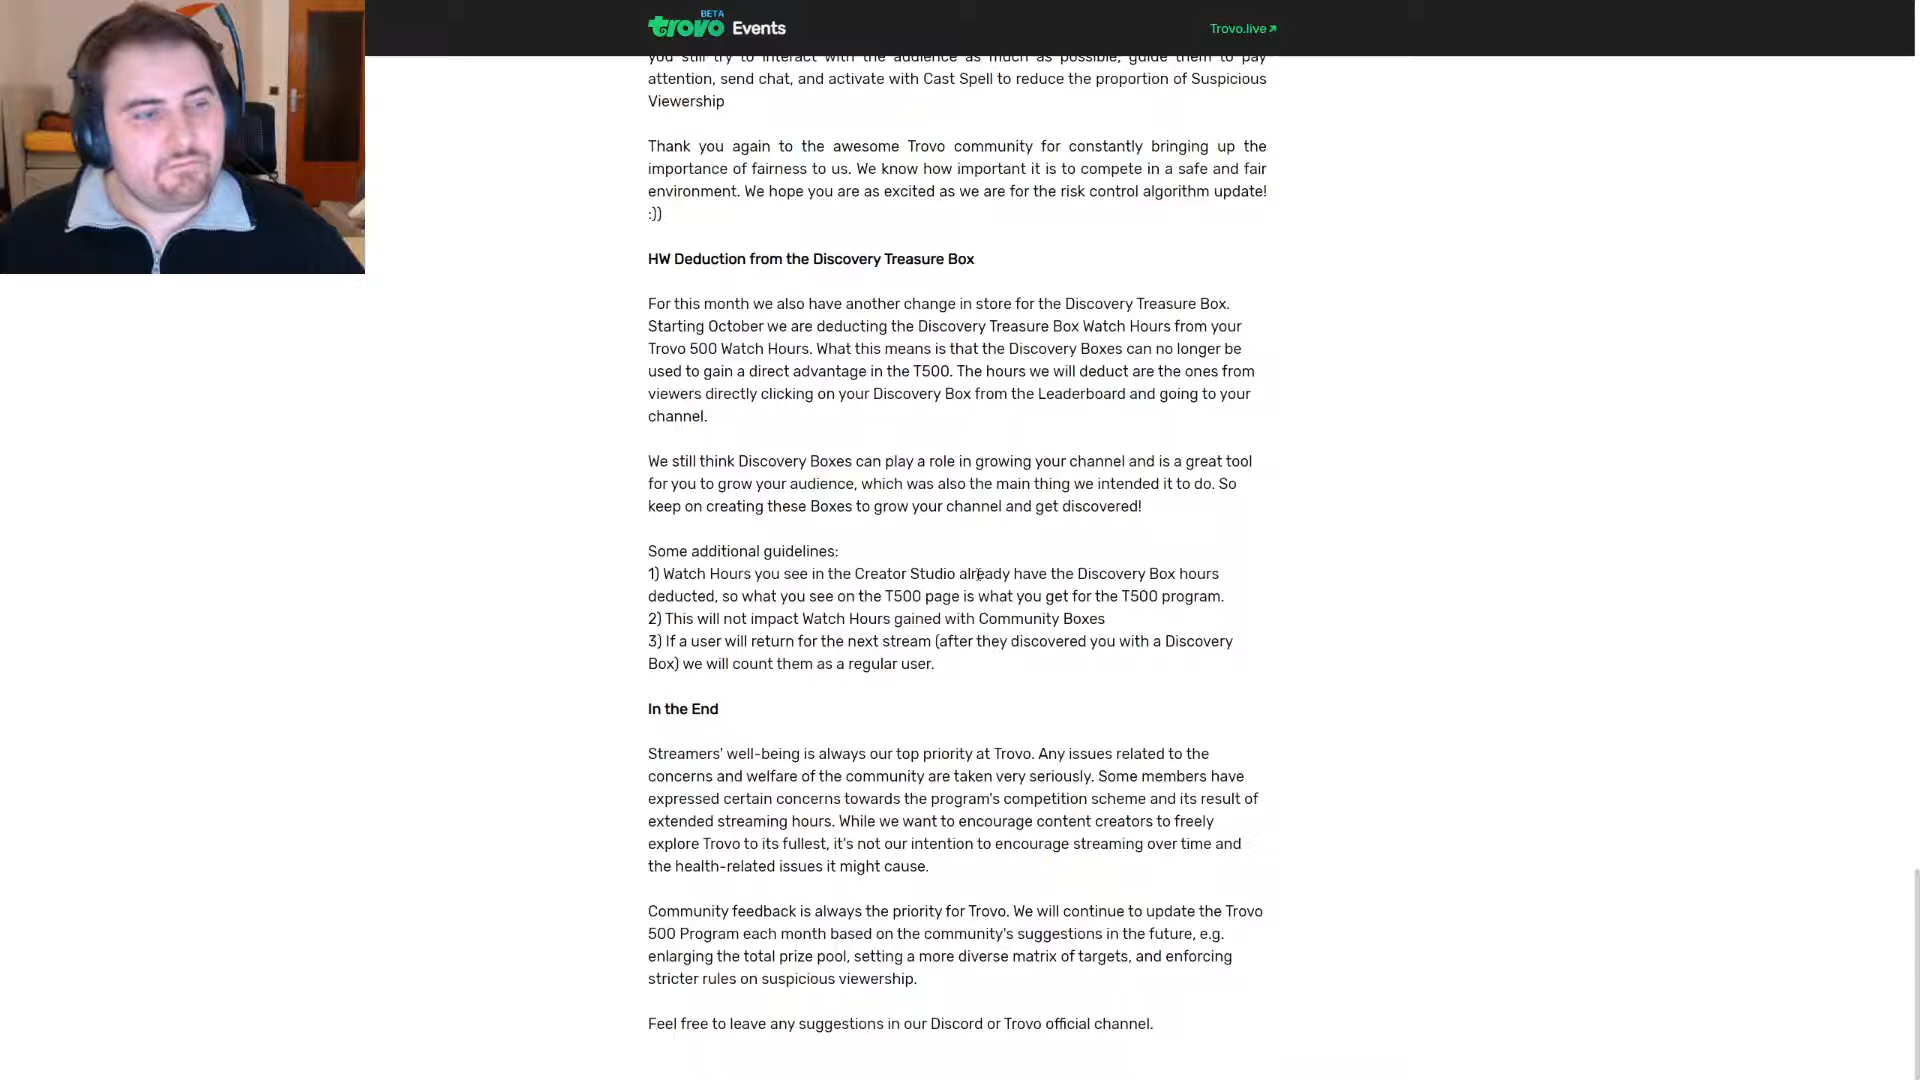 BETA
trovo Events
Trovo.live
you still try to interact with the audience as much as possible, guide them to pay
attention, send chat, and activate with Cast Spell to reduce the proportion of Suspicious
Viewership
Thank you again to the awesome Trovo community for constantly bringing up the
importance of fairness to us. We know how important it is to compete in a safe and fair
environment. We hope you are as excited as we are for the risk control algorithm update!
:))
HW Deduction from the Discovery Treasure Box
For this month we also have another change in store for the Discovery Treasure Box.
Starting October we are deducting the Discovery Treasure Box Watch Hours from your
Trovo 500 Watch Hours. What this means is that the Discovery Boxes can no longer be
used to gain a direct advantage in the T500. The hours we will deduct are the ones from
viewers directly clicking on your Discovery Box from the Leaderboard and going to your
channel.
We still think Discovery Boxes can play a role in growing your channel and is a great tool
for you to grow your audience, which was also the main thing we intended it to do. So
keep on creating these Boxes to grow your channel and get discovered!
Some additional guidelines:
1) Watch Hours you see in the Creator Studio already have the Discovery Box hours
deducted, so what you see on the T500 page is what you get for the T500 program.
2) This will not impact Watch Hours gained with Community Boxes
3) If a user will return for the next stream (after they discovered you with a Discovery
Box) we will count them as a regular user.
In the End
Streamers' well-being is always our top priority at Trovo. Any issues related to the
concerns and welfare of the community are taken very seriously. Some members have
expressed certain concerns towards the program's competition scheme and its result of
extended streaming hours. While we want to encourage content creators to freely
explore Trovo to its fullest, it's not our intention to encourage streaming over time and
the health-related issues it might cause.
Community feedback is always the priority for Trovo. We will continue to update the Trovo
500 Program each month based on the community's suggestions in the future, e.g.
enlarging the total prize pool, setting a more diverse matrix of targets, and enforcing
stricter rules on suspicious viewership.
Feel free to leave any suggestions in our Discord or Trovo official channel.